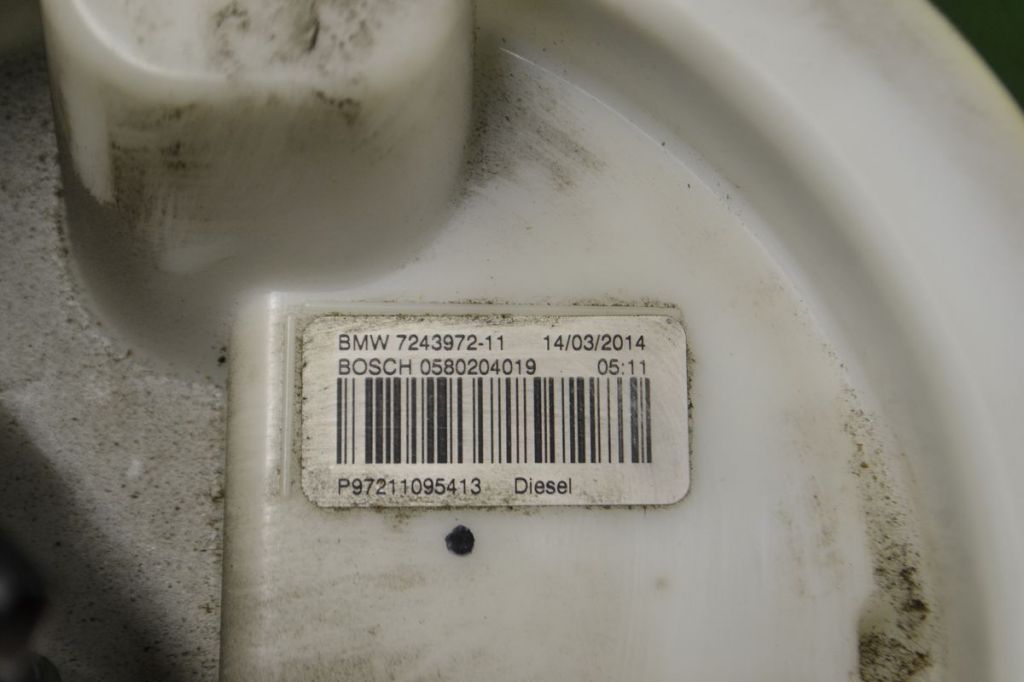 BMW 7243972-11 14/03/2014
BOSCH 0580204019 05:11
P97211095413 Diesel